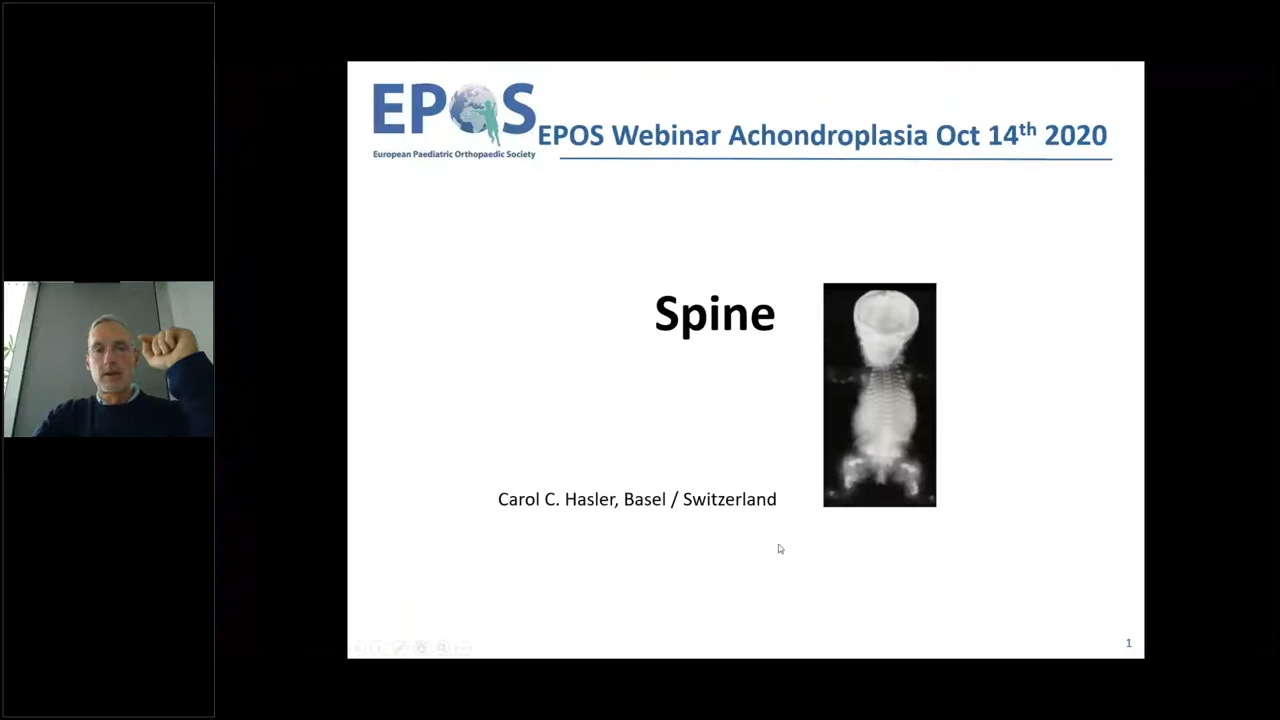 EPOS
European Paediatric Orthopaedic Society
EPOS Webinar Achondroplasia Oct 14th 2020
Spine
Carol C. Hasler, Basel / Switzerland
1